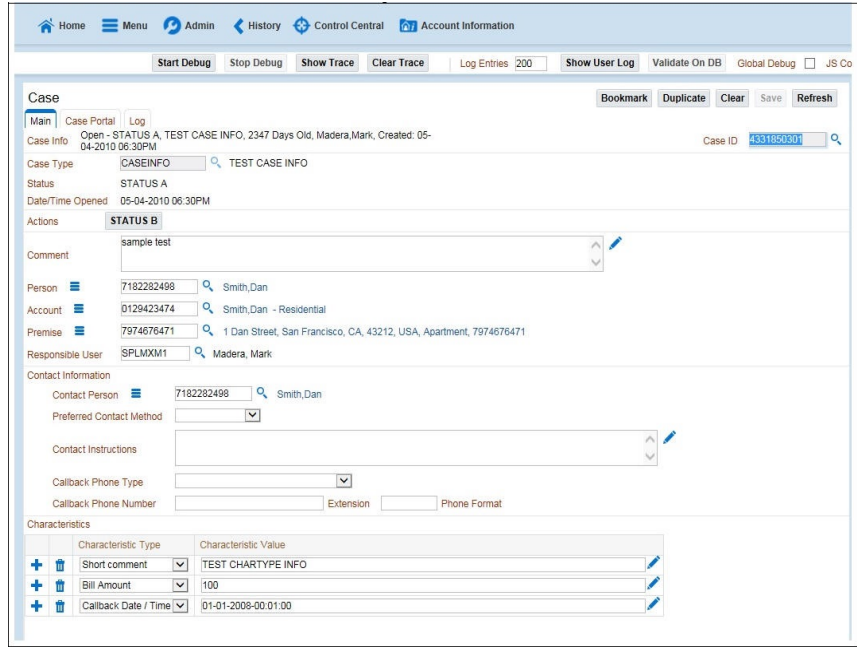 Home Menu Admin History Control Central Account Information
Start Debug Stop Debug Show Trace Clear Trace Log Entries 200 Show User Log Validate On DB Global Debug JS Co
Case Bookmark Duplicate Clear Save Refresh
Main Case Portal Log
Case Info Open - STATUS A, TEST CASE INFO, 2347 Days Old, Madera,Mark, Created: 05-
04-2010 06:30PM Case ID 4331850301
Case Type CASEINFO TEST CASE INFO
Status STATUS A
Date/Time Opened 05-04-2010 06:30PM
Actions STATUS B
Comment sample test
Person 7182282498 Smith,Dan
Account 0129423474 Smith,Dan - Residential
Premise 7974676471 1 Dan Street, San Francisco, CA, 43212, USA, Apartment, 7974676471
Responsible User SPLMXM1 Madera, Mark
Contact Information
Contact Person 7182282498 Smith,Dan
Preferred Contact Method
Contact Instructions
Callback Phone Type
Callback Phone Number Extension Phone Format
Characteristics
Characteristic Type Characteristic Value
Short comment TEST CHARTYPE INFO
Bill Amount 100
Callback Date / Time 01-01-2008-00:01:00